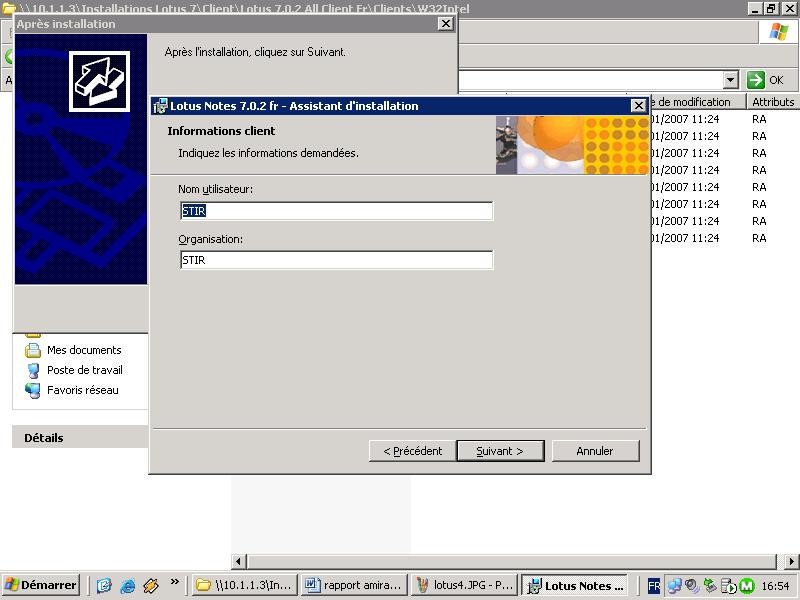 \\10.1.1.3\Installations Lotus 7\Client\Lotus 7.0.2 All Client Fr\Clients\W32Intel
Après installation
Après l'installation, cliquez sur Suivant.
OK
Lotus Notes 7.0.2 fr - Assistant d'installation
e de modification
Attributs
Informations client
Indiquez les informations demandées.
01/2007 11:24
RA
01/2007 11:24
RA
01/2007 11:24
RA
01/2007 11:24
RA
01/2007 11:24
RA
01/2007 11:24
RA
01/2007 11:24
RA
01/2007 11:24
RA
Nom utilisateur:
STIR
Organisation:
STIR
Mes documents
Poste de travail
Favoris réseau
Détails
< Précédent
Suivant >
Annuler
Démarrer
»
\\10.1.1.3\In...
rapport amira...
lotus4.JPG - P...
Lotus Notes ...
FR
16:54